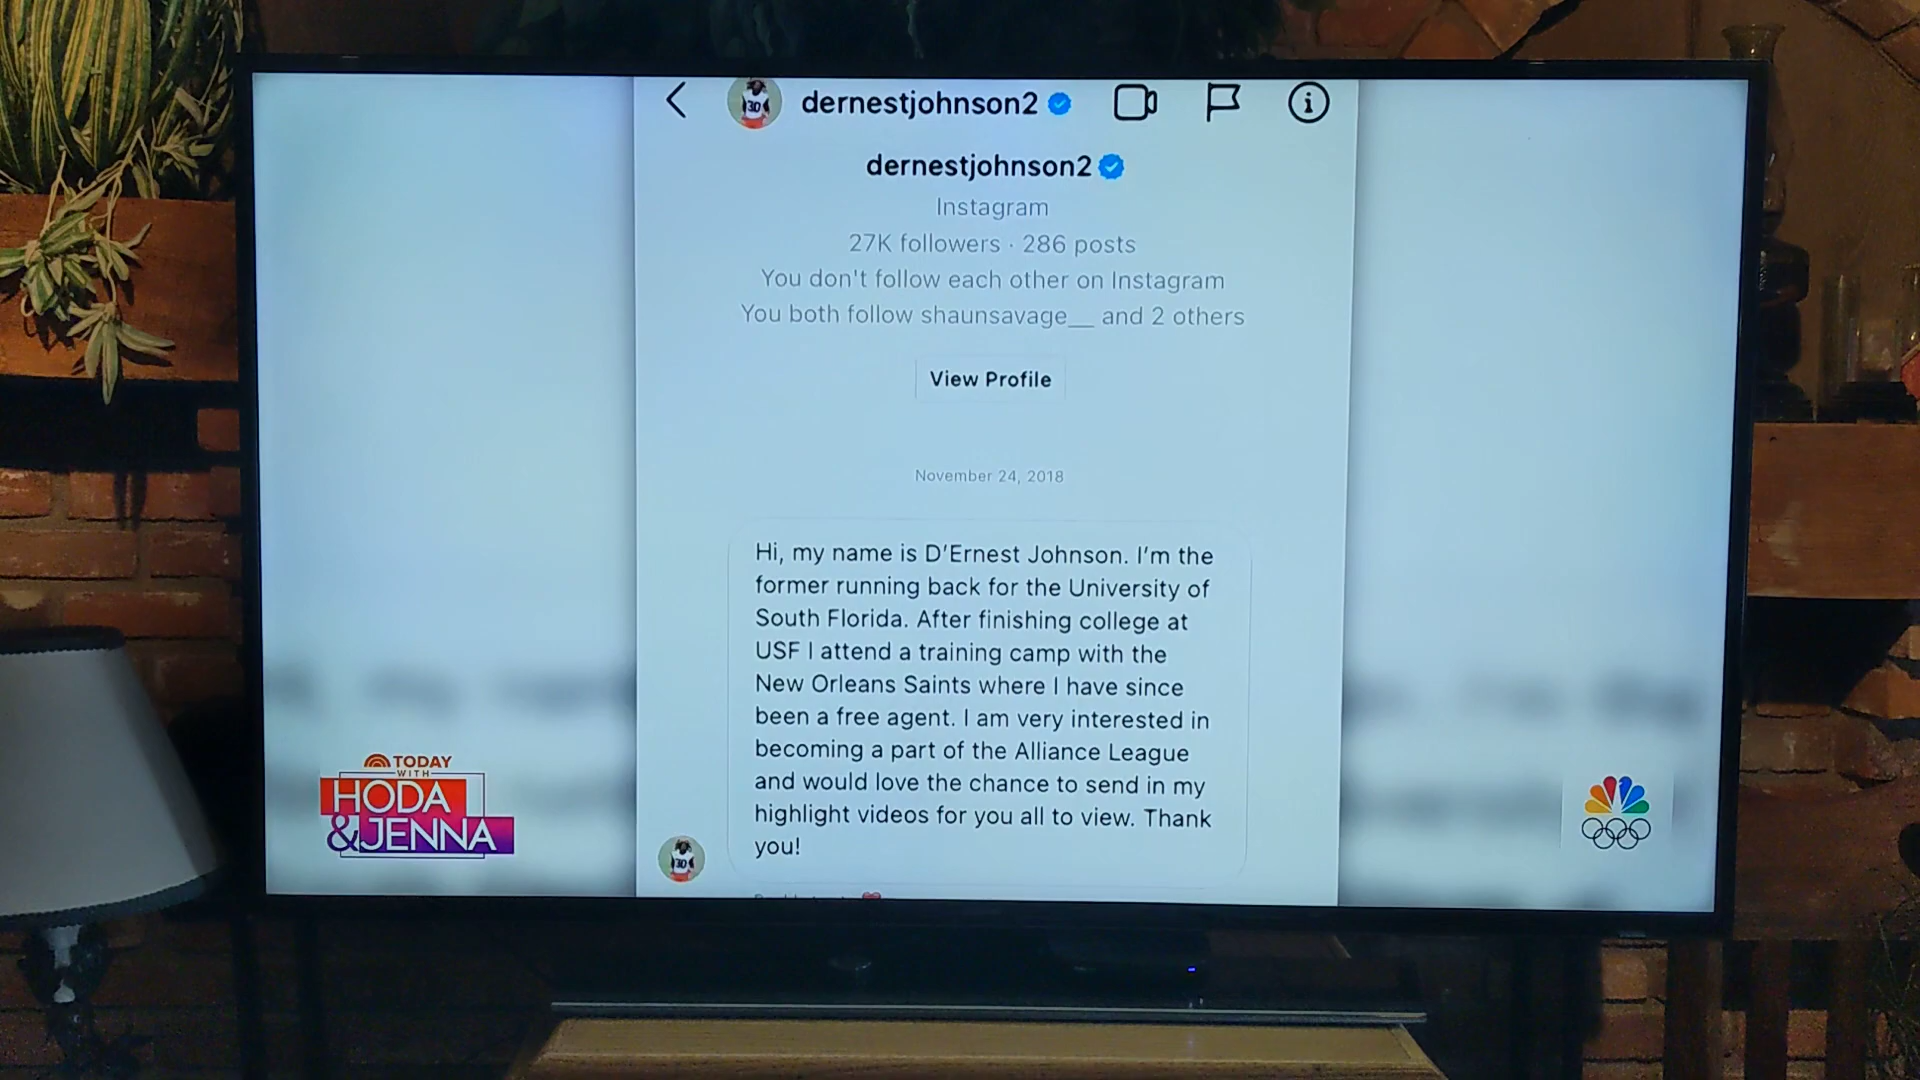 dernestjohnson2
dernestjohnson2
Instagram
27K followers · 286 posts
You don't follow each other on Instagram
You both follow shaunsavage__ and 2 others
View Profile
November 24, 2018
Hi, my name is D'Ernest Johnson. I'm the
former running back for the University of
South Florida. After finishing college at
USF I attend a training camp with the
New Orleans Saints where I have since
been a free agent. I am very interested in
becoming a part of the Alliance League
and would love the chance to send in my
highlight videos for you all to view. Thank
you!
30
30
TODAY
WITH
HODA
&JENNA